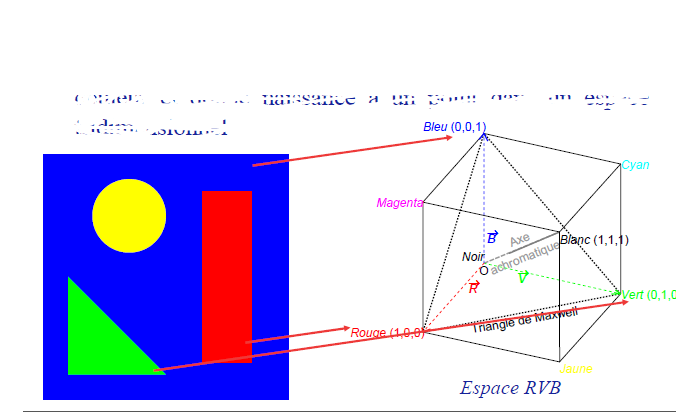 naissance à un point
Bleu (0,0,1)
Cyan
Magenta
B
Axe
achromatique
Blanc (1,1,1)
Noir
O
R
V
Vert (0,1,0
Rouge (1,0,0)
Triangle de Maxwell
Jaune
Espace RVB